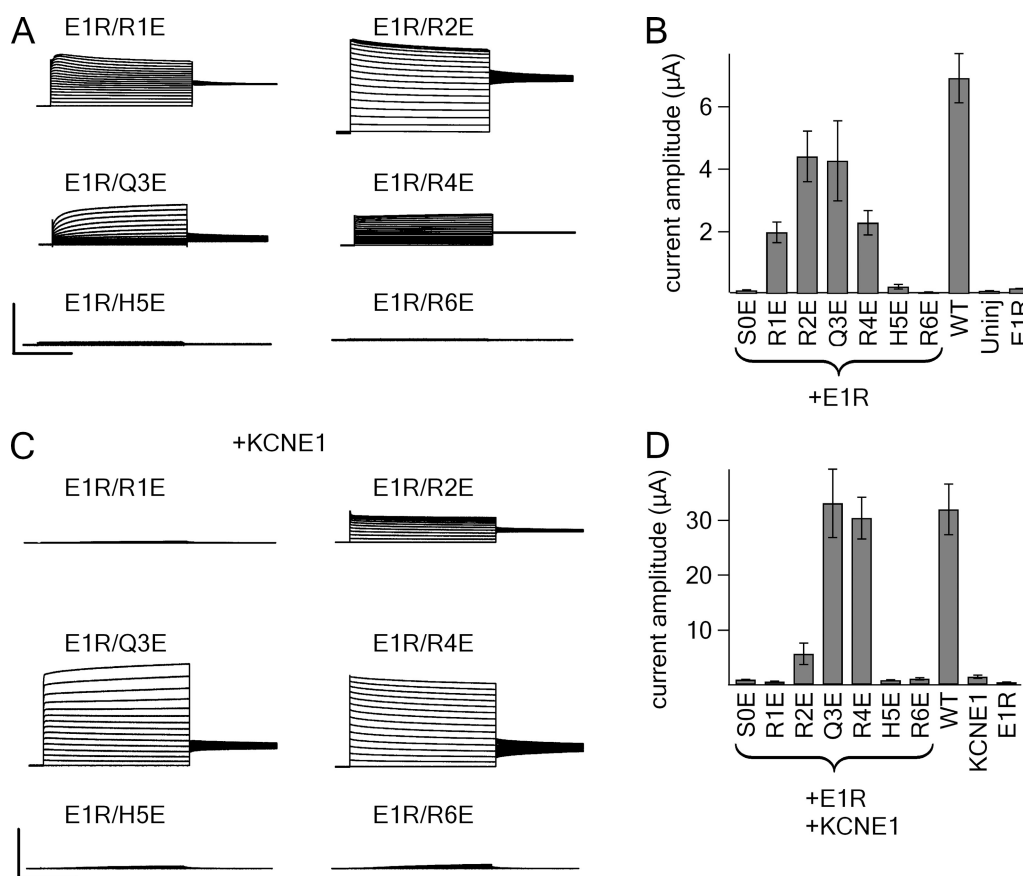 A
E1R/R1E
E1R/R2E
E1R/Q3E
E1R/R4E
E1R/H5E
E1R/R6E
B
current amplitude (µA)
6
4
2
S0E
R1E
R2E
Q3E
R4E
H5E
R6E
WT
Uninj
E1R
+E1R
C
+KCNE1
E1R/R1E
E1R/R2E
E1R/Q3E
E1R/R4E
E1R/H5E
E1R/R6E
D
current amplitude (µA)
30
20
10
S0E
R1E
R2E
Q3E
R4E
H5E
R6E
WT
KCNE1
E1R
+E1R
+KCNE1